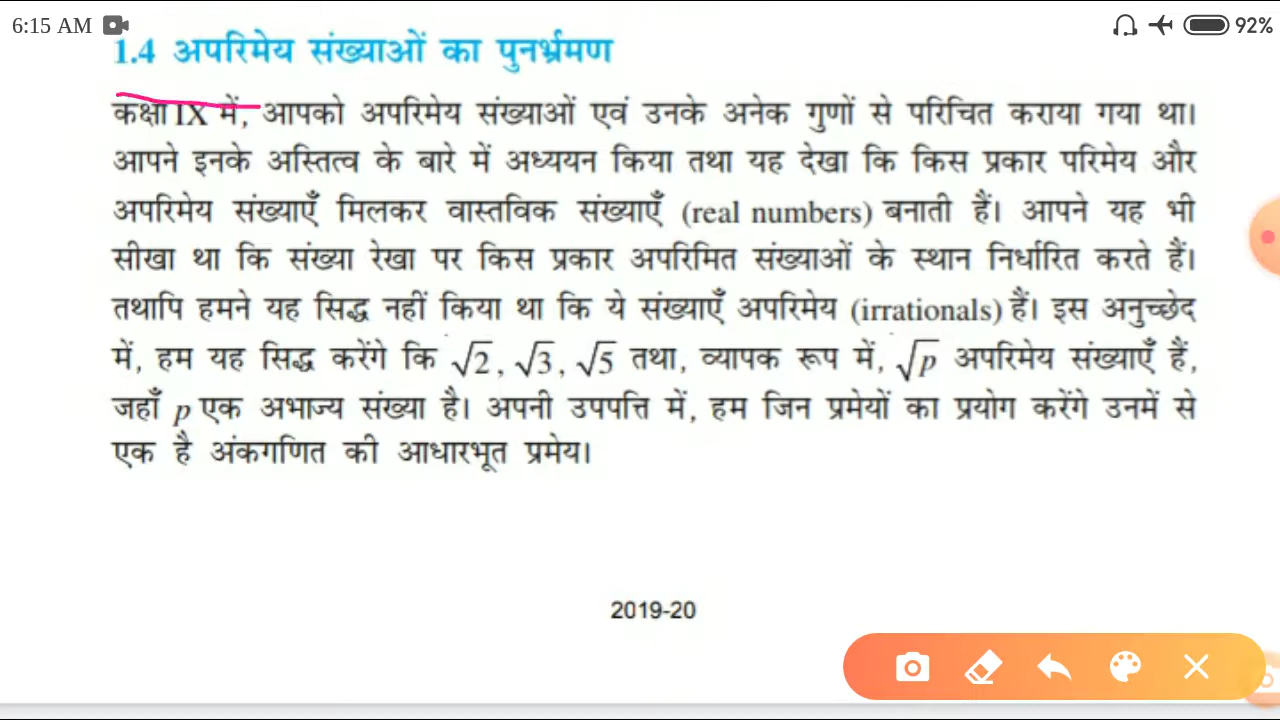 6:15 AM
92%
1.4 अपरिमेय संख्याओं का पुनर्भ्रमण
कक्षा IX में, आपको अपरिमेय संख्याओं एवं उनके अनेक गुणों से परिचित कराया गया था।
आपने इनके अस्तित्व के बारे में अध्ययन किया तथा यह देखा कि किस प्रकार परिमेय और
अपरिमेय संख्याएँ मिलकर वास्तविक संख्याएँ (real numbers) बनाती हैं। आपने यह भी
सीखा था कि संख्या रेखा पर किस प्रकार अपरिमित संख्याओं के स्थान निर्धारित करते हैं।
तथापि हमने यह सिद्ध नहीं किया था कि ये संख्याएँ अपरिमेय (irrationals) हैं। इस अनुच्छेद
में, हम यह सिद्ध करेंगे कि √2, √3, √5 तथा, व्यापक रूप में, √p अपरिमेय संख्याएँ हैं,
जहाँ p एक अभाज्य संख्या है। अपनी उपपत्ति में, हम जिन प्रमेयों का प्रयोग करेंगे उनमें से
एक है अंकगणित की आधारभूत प्रमेय।
2019-20